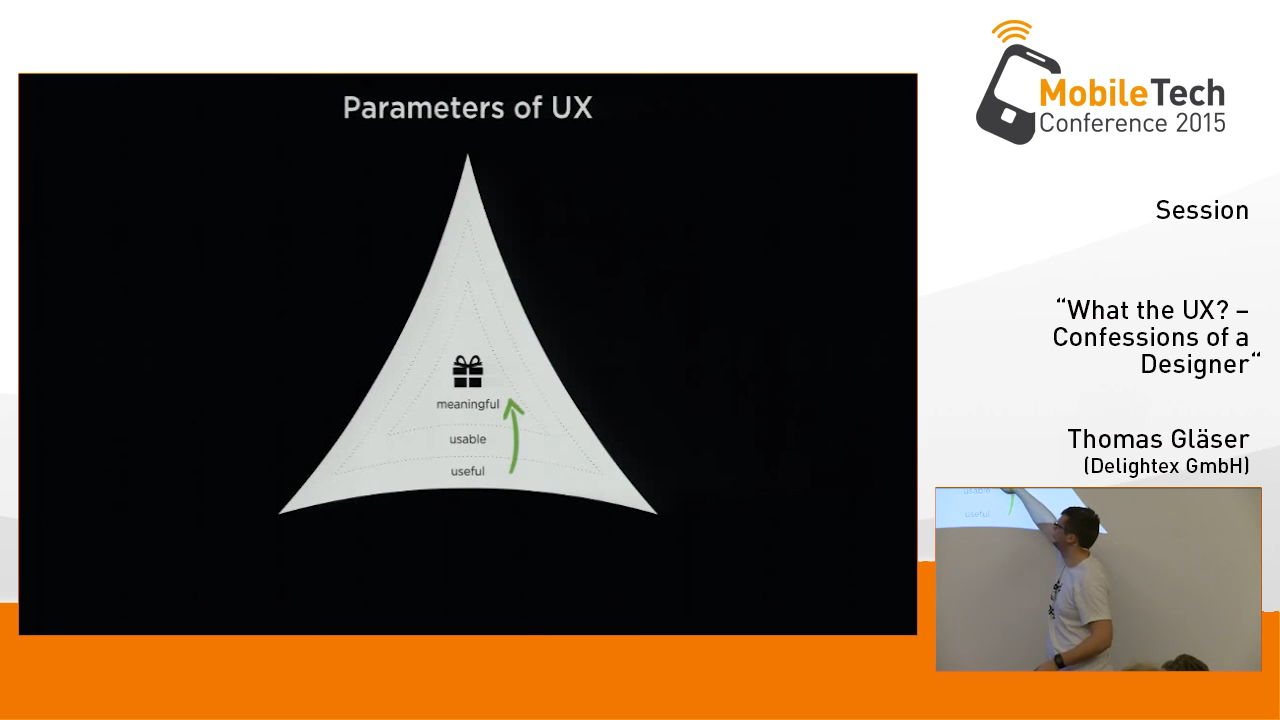 Parameters of UX
meaningful
usable
useful
MobileTech
Conference 2015
Session
“What the UX? –
Confessions of a
Designer“
Thomas Gläser
(Delightex GmbH)
usable
useful